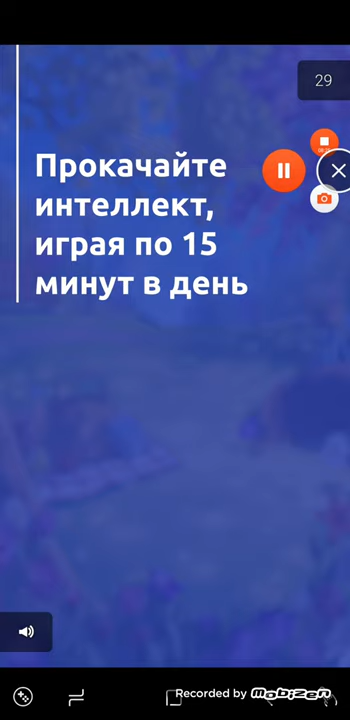 29
Прокачайте
интеллект,
играя по 15
минут в день
Recorded by MOBIZEN